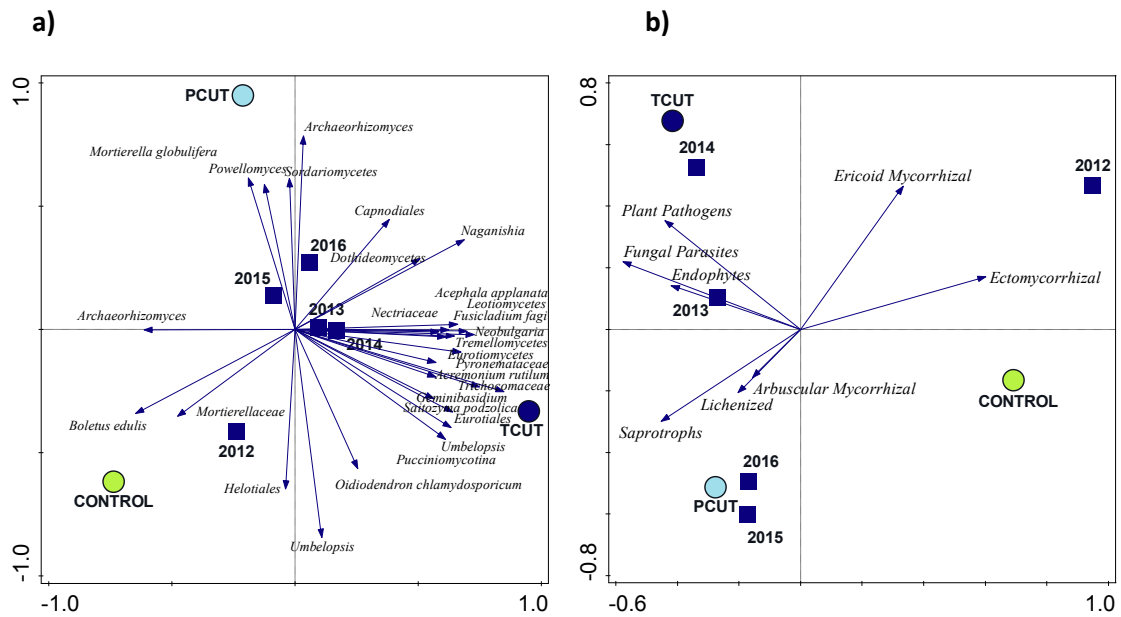 a)
b)
1.0
-1.0
-1.0
1.0
PCUT
Archaeorhizomyces
Mortierella globulifera
Powellomyces
Sordariomycetes
Capnodiales
Naganishia
2016
Dothideomycetes
2015
Acephala applanata
Leotiomycetes
2013
Nectriaceae
Fusicladium fagi
Archaeorhizomyces
Neobulgaria
2014
Tremellomycetes
Eurotiomycetes
Pyronemataceae
Acremonium rutilum
Trichosomaceae
Geminibasidium
Saitozyma podzolica
Mortierellaceae
Eurotiales
Boletus edulis
TCUT
2012
Umbelopsis
Pucciniomycotina
CONTROL
Helotiales
Oidiodendron chlamydosporicum
Umbelopsis
0.8
-0.8
-0.6
1.0
TCUT
2014
2012
Ericoid Mycorrhizal
Plant Pathogens
Fungal Parasites
Endophytes
Ectomycorrhizal
2013
Arbuscular Mycorrhizal
CONTROL
Lichenized
Saprotrophs
2016
PCUT
2015